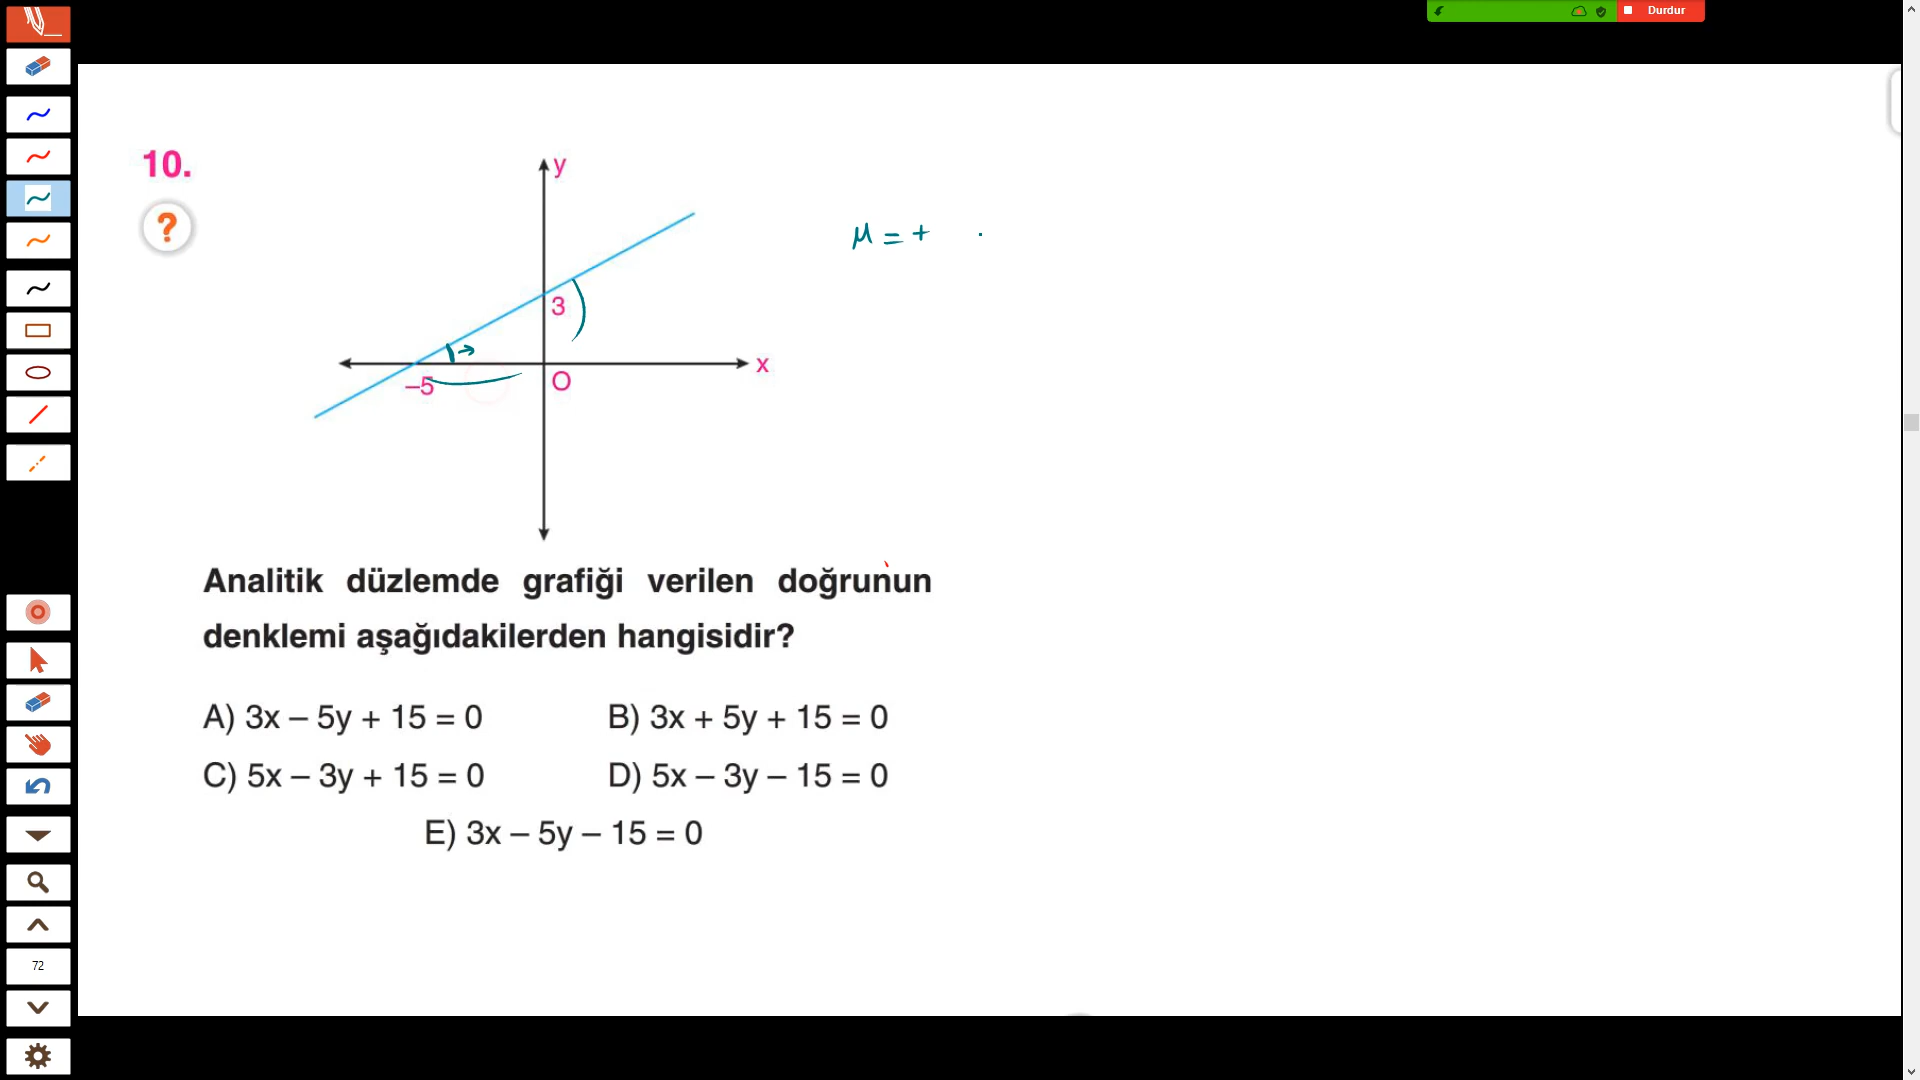 Durdur
10.
?
y
μ = + .
3
x
–5
O
Analitik düzlemde grafiği verilen doğrunun
denklemi aşağıdakilerden hangisidir?
A) 3x – 5y + 15 = 0 B) 3x + 5y + 15 = 0
C) 5x – 3y + 15 = 0 D) 5x – 3y – 15 = 0
E) 3x – 5y – 15 = 0
72